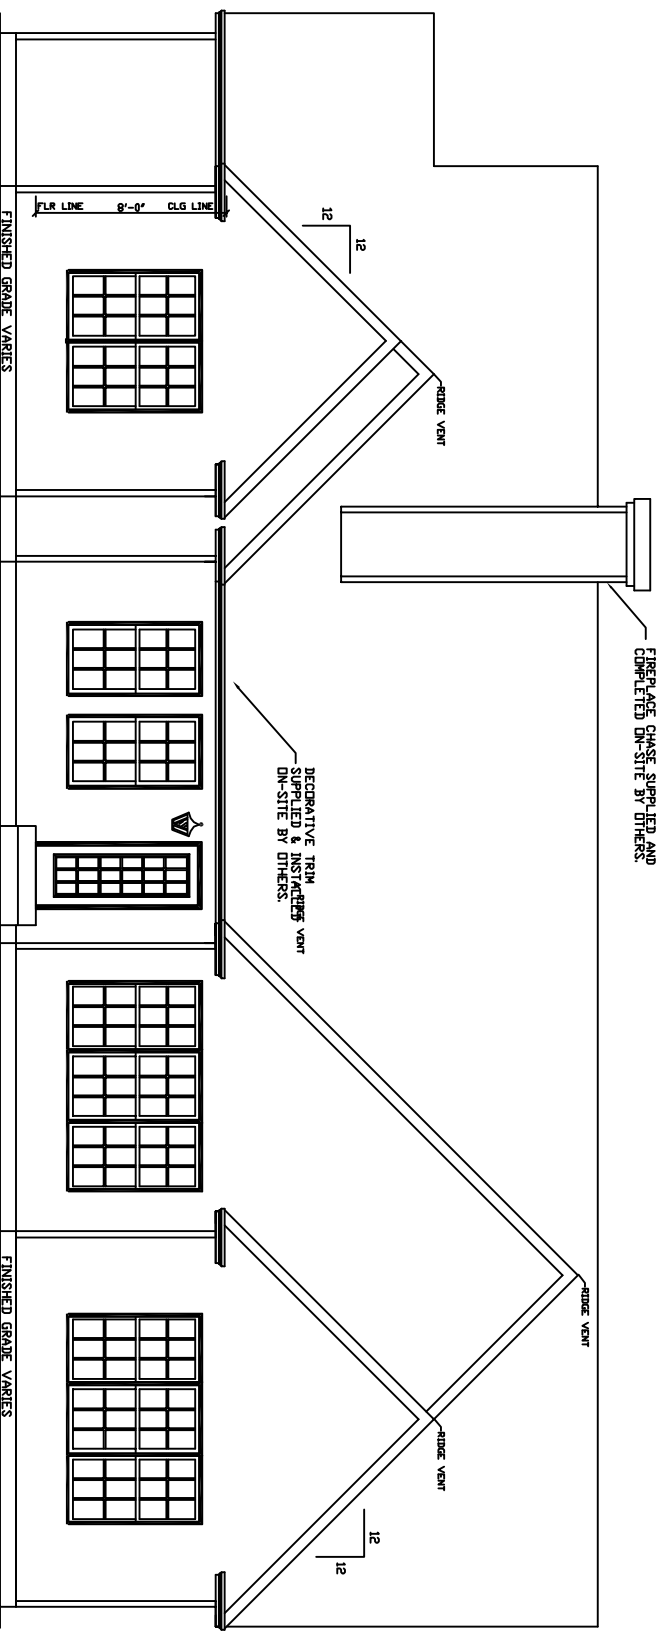 FIREPLACE CHASE SUPPLIED AND
COMPLETED ON-SITE BY OTHERS.
RIDGE VENT
RIDGE VENT
RIDGE VENT
12
12
12
12
DECORATIVE TRIM
SUPPLIED & INSTALLED
ON-SITE BY OTHERS.
RIDGE VENT
CLG LINE
8'-0"
FLR LINE
FINISHED GRADE VARIES
FINISHED GRADE VARIES